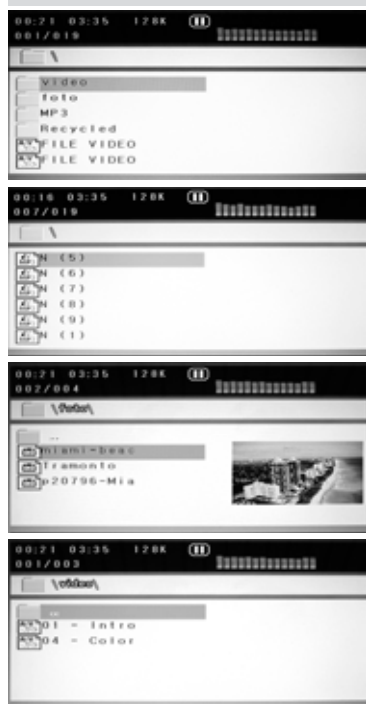 00:21 03:35 128K
001/019
\
video
foto
MP3
Recycled
FILE VIDEO
FILE VIDEO
00:16 03:35 128K
007/019
\
N (5)
N (6)
N (7)
N (8)
N (9)
N (1)
00:21 03:35 128K
002/004
\foto\
..
miami-beac
Tramonto
p20796-Mia
00:21 03:35 128K
001/003
\video\
..
01 - Intro
04 - Color